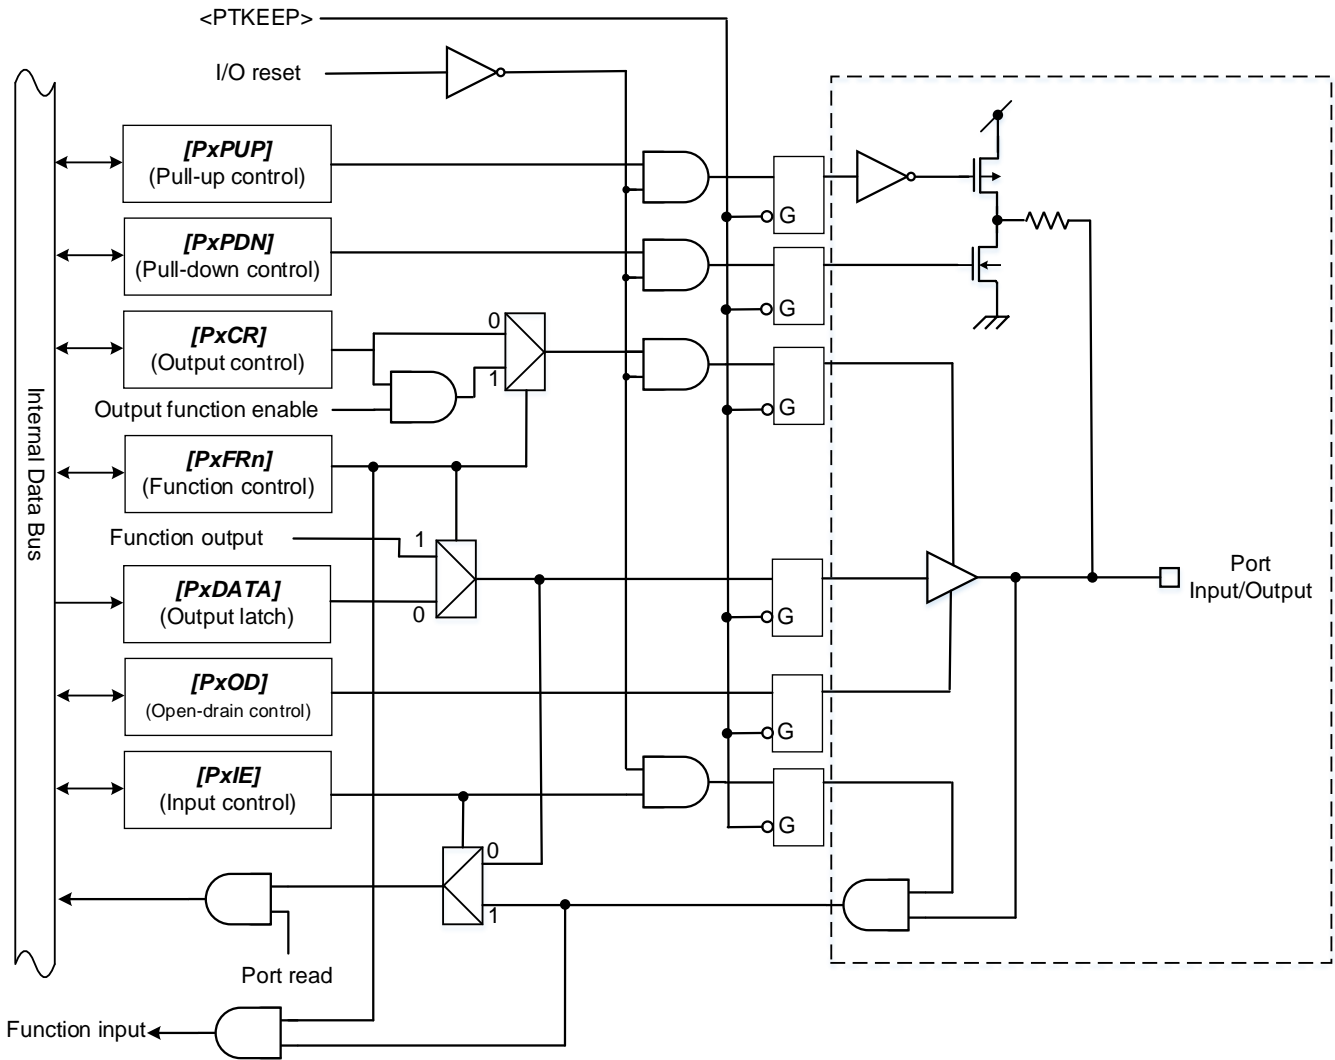 <PTKEEP>
I/O reset
[PxPUP]
(Pull-up control)
G
[PxPDN]
(Pull-down control)
G
[PxCR]
(Output control)
0
1
G
Output function enable
Internal Data Bus
[PxFRn]
(Function control)
Function output
1
[PxDATA]
(Output latch)
0
G
Port
Input/Output
[PxOD]
(Open-drain control)
G
[PxIE]
(Input control)
G
0
1
Port read
Function input